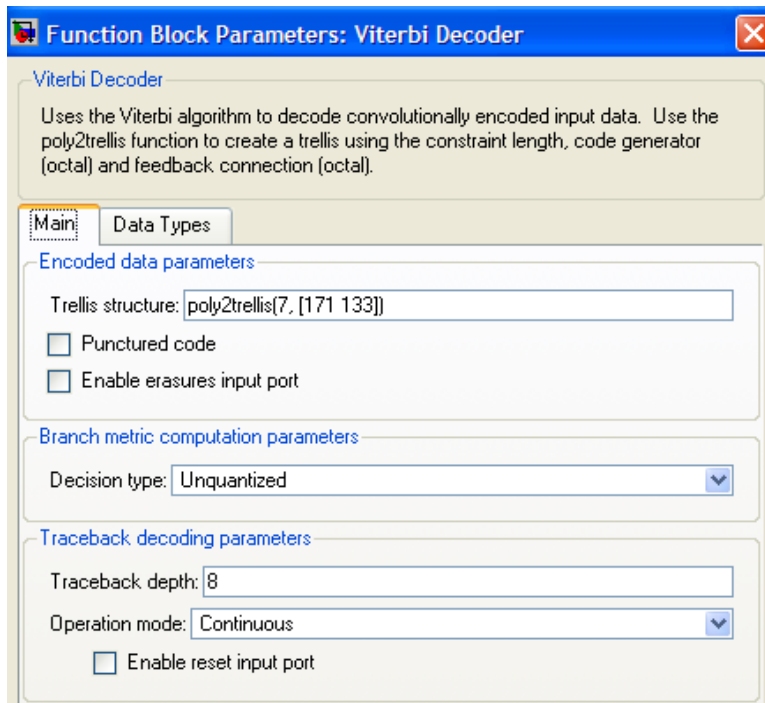 Function Block Parameters: Viterbi Decoder
Viterbi Decoder
Uses the Viterbi algorithm to decode convolutionally encoded input data. Use the
poly2trellis function to create a trellis using the constraint length, code generator
(octal) and feedback connection (octal).
Main Data Types
Encoded data parameters
Trellis structure: poly2trellis(7, [171 133])
Punctured code
Enable erasures input port
Branch metric computation parameters
Decision type: Unquantized
Traceback decoding parameters
Traceback depth: 8
Operation mode: Continuous
Enable reset input port